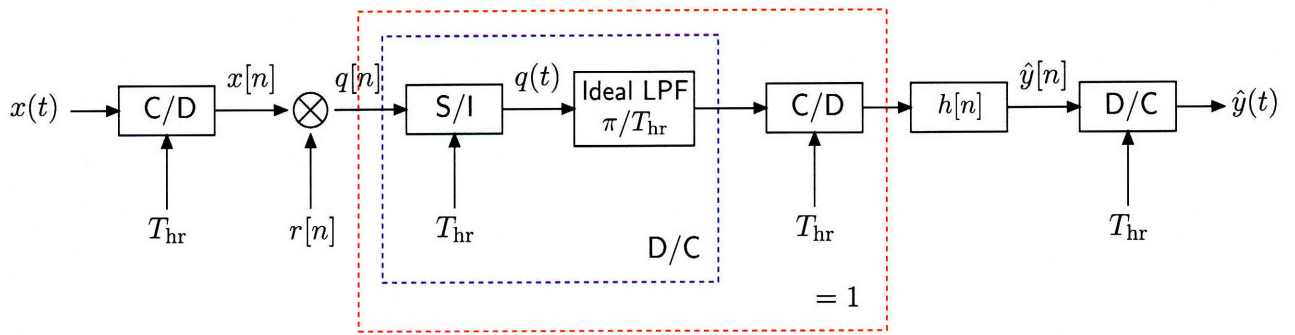 x(t)
C/D
T_hr
x[n]
r[n]
q[n]
S/I
T_hr
q(t)
Ideal LPF
π/T_hr
D/C
C/D
T_hr
= 1
h[n]
ŷ[n]
D/C
T_hr
ŷ(t)